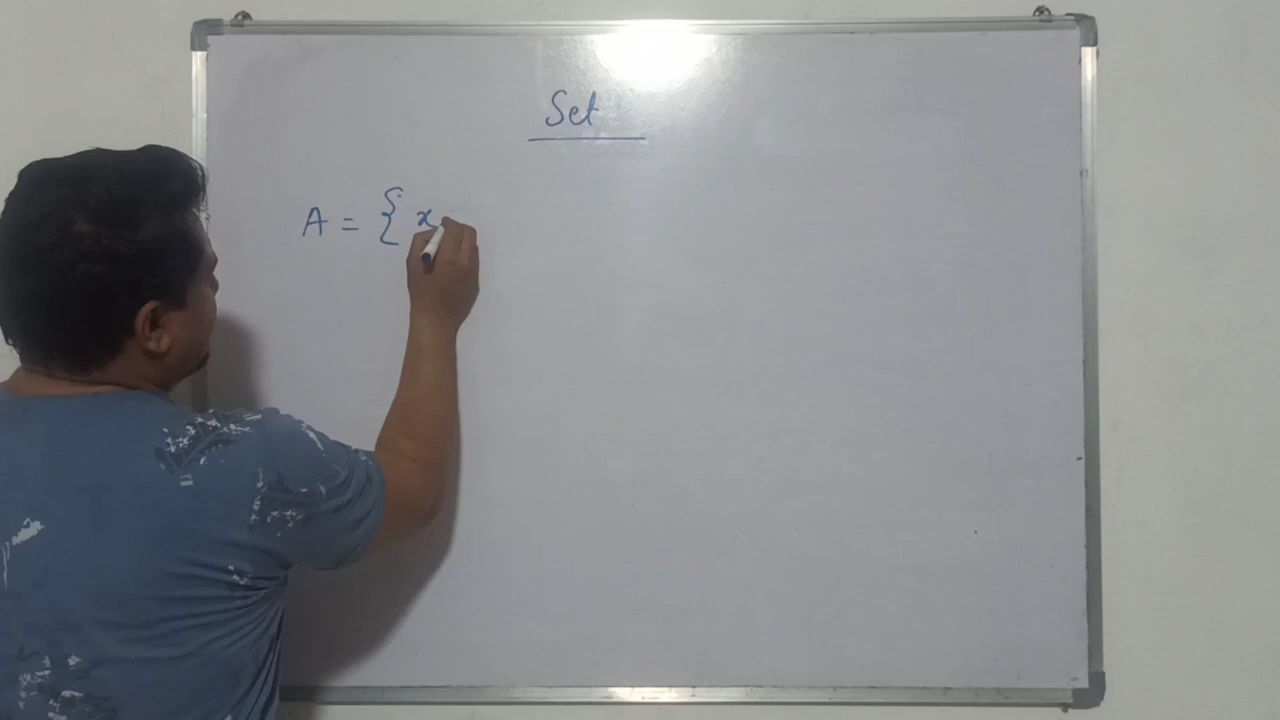 Set
A = { x